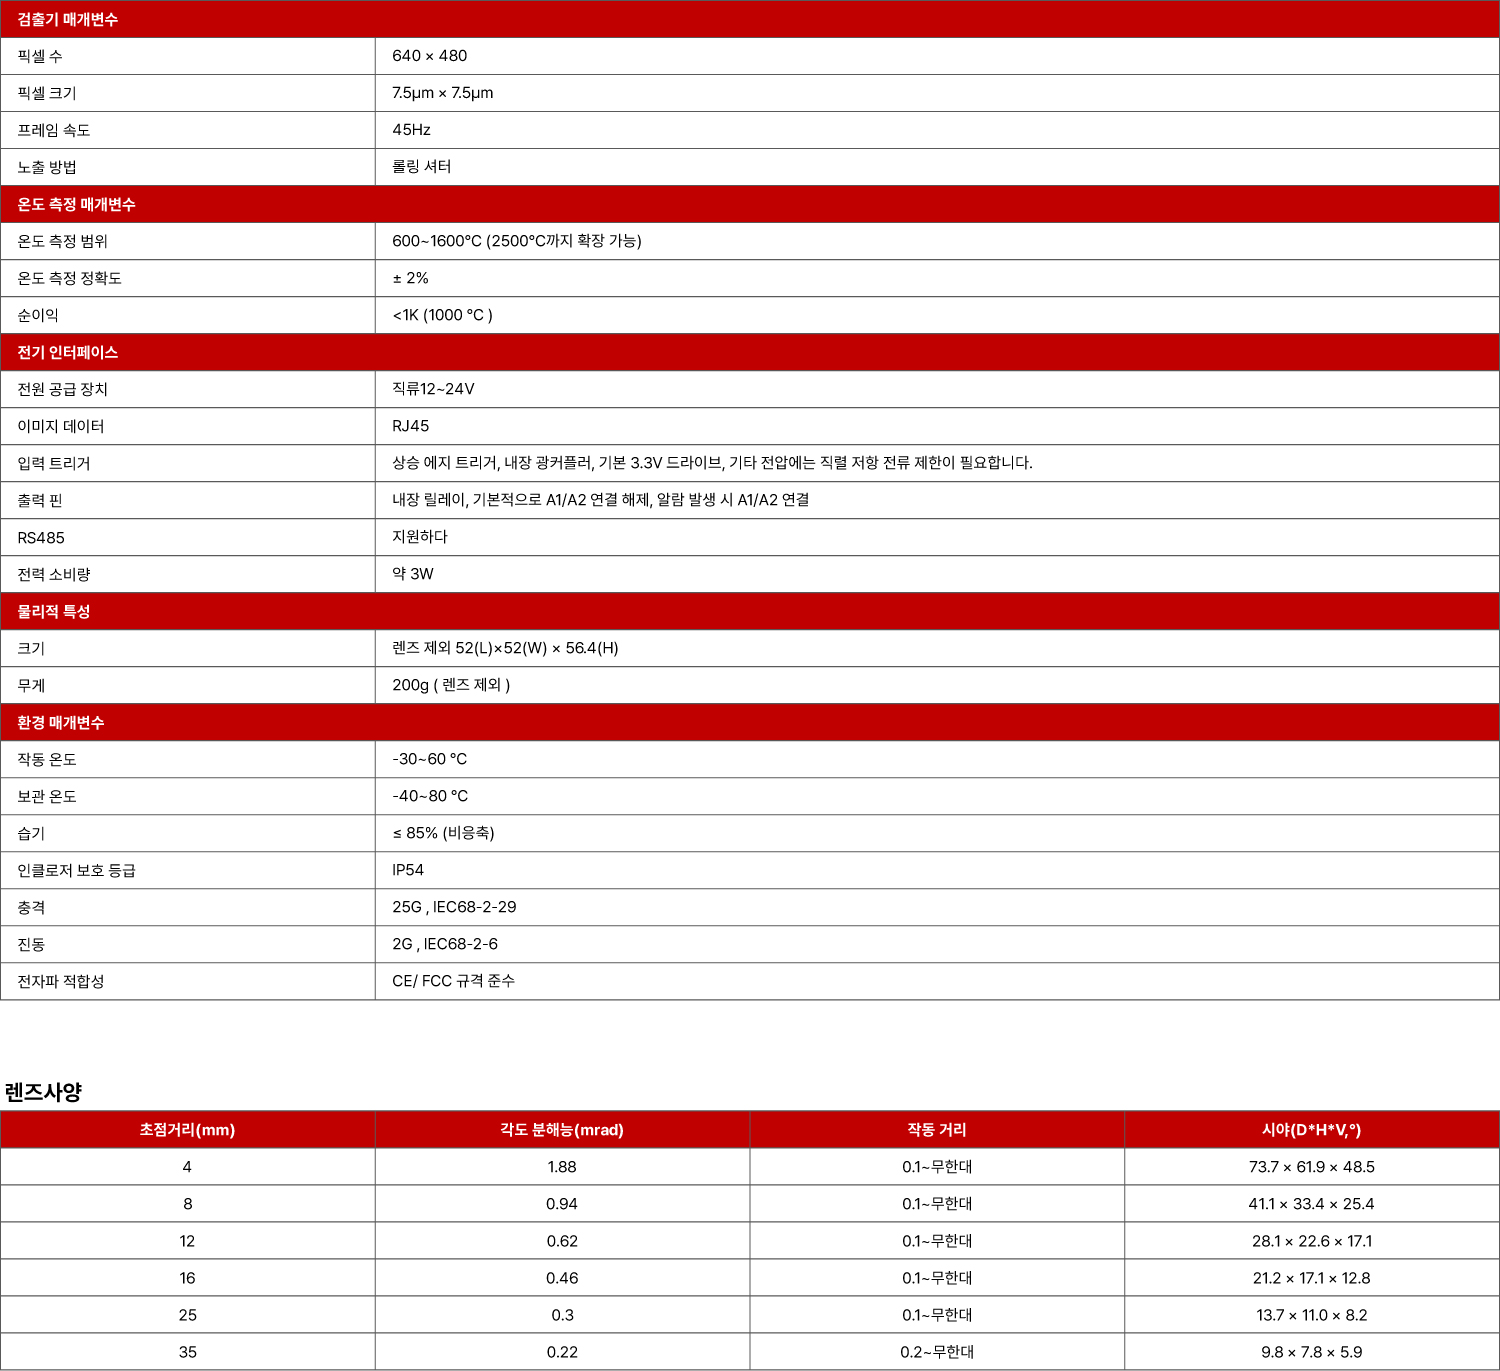 검출기 매개변수
픽셀 수 640 × 480
픽셀 크기 7.5μm × 7.5μm
프레임 속도 45Hz
노출 방법 롤링 셔터
온도 측정 매개변수
온도 측정 범위 600~1600°C (2500°C까지 확장 가능)
온도 측정 정확도 ± 2%
순이익 <1K (1000 °C )
전기 인터페이스
전원 공급 장치 직류12~24V
이미지 데이터 RJ45
입력 트리거 상승 에지 트리거, 내장 광커플러, 기본 3.3V 드라이브, 기타 전압에는 직렬 저항 전류 제한이 필요합니다.
출력 핀 내장 릴레이, 기본적으로 A1/A2 연결 해제, 알람 발생 시 A1/A2 연결
RS485 지원하다
전력 소비량 약 3W
물리적 특성
크기 렌즈 제외 52(L)×52(W) × 56.4(H)
무게 200g ( 렌즈 제외 )
환경 매개변수
작동 온도 -30~60 °C
보관 온도 -40~80 °C
습기 ≤ 85% (비응축)
인클로저 보호 등급 IP54
충격 25G , IEC68-2-29
진동 2G , IEC68-2-6
전자파 적합성 CE/ FCC 규격 준수
렌즈사양
초점거리(mm) 각도 분해능(mrad) 작동 거리 시야(D*H*V,°)
4 1.88 0.1~무한대 73.7 × 61.9 × 48.5
8 0.94 0.1~무한대 41.1 × 33.4 × 25.4
12 0.62 0.1~무한대 28.1 × 22.6 × 17.1
16 0.46 0.1~무한대 21.2 × 17.1 × 12.8
25 0.3 0.1~무한대 13.7 × 11.0 × 8.2
35 0.22 0.2~무한대 9.8 × 7.8 × 5.9